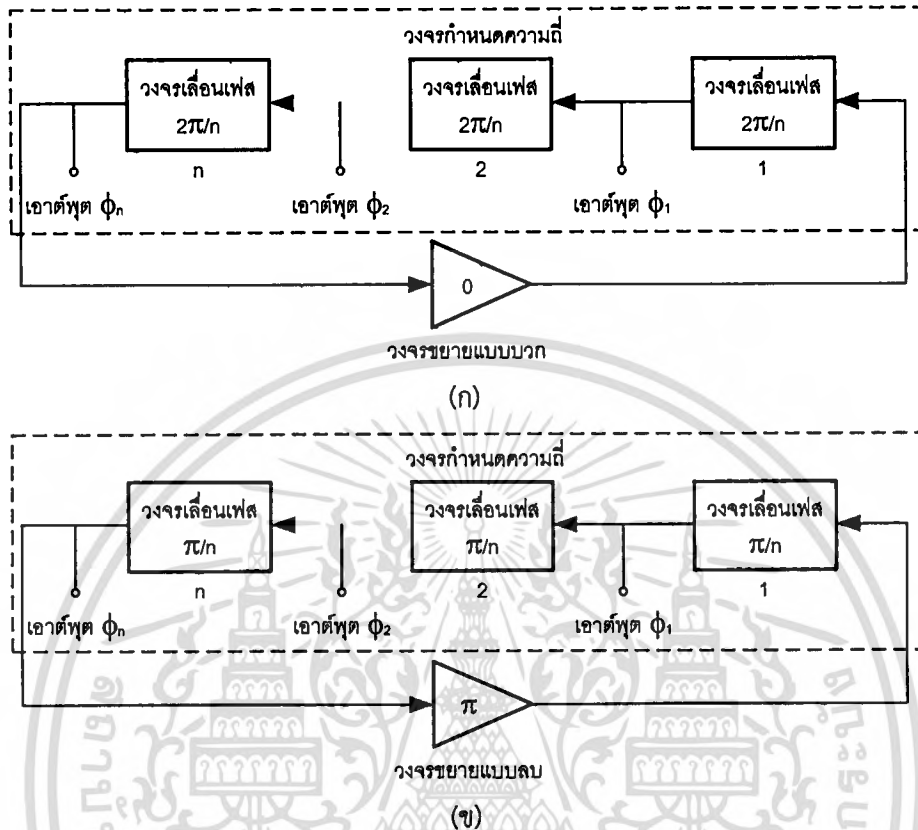 วงจรกำหนดความถี่
วงจรเลื่อนเฟส วงจรเลื่อนเฟส วงจรเลื่อนเฟส
2π/n 2π/n 2π/n
n 2 1
เอาต์พุต ϕn เอาต์พุต ϕ2 เอาต์พุต ϕ1
0
วงจรขยายแบบบวก
(ก)
วงจรกำหนดความถี่
วงจรเลื่อนเฟส วงจรเลื่อนเฟส วงจรเลื่อนเฟส
π/n π/n π/n
n 2 1
เอาต์พุต ϕn เอาต์พุต ϕ2 เอาต์พุต ϕ1
π
วงจรขยายแบบลบ
(ข)